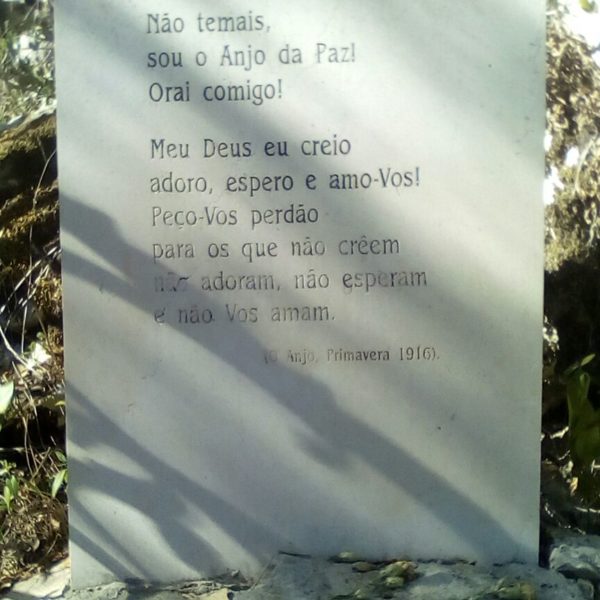 Não temais,
sou o Anjo da Paz!
Orai comigo!
Meu Deus eu creio
adoro, espero e amo-Vos!
Peço-Vos perdão
para os que não crêem
não adoram, não esperam
e não Vos amam.
(O Anjo, Primavera 1916).